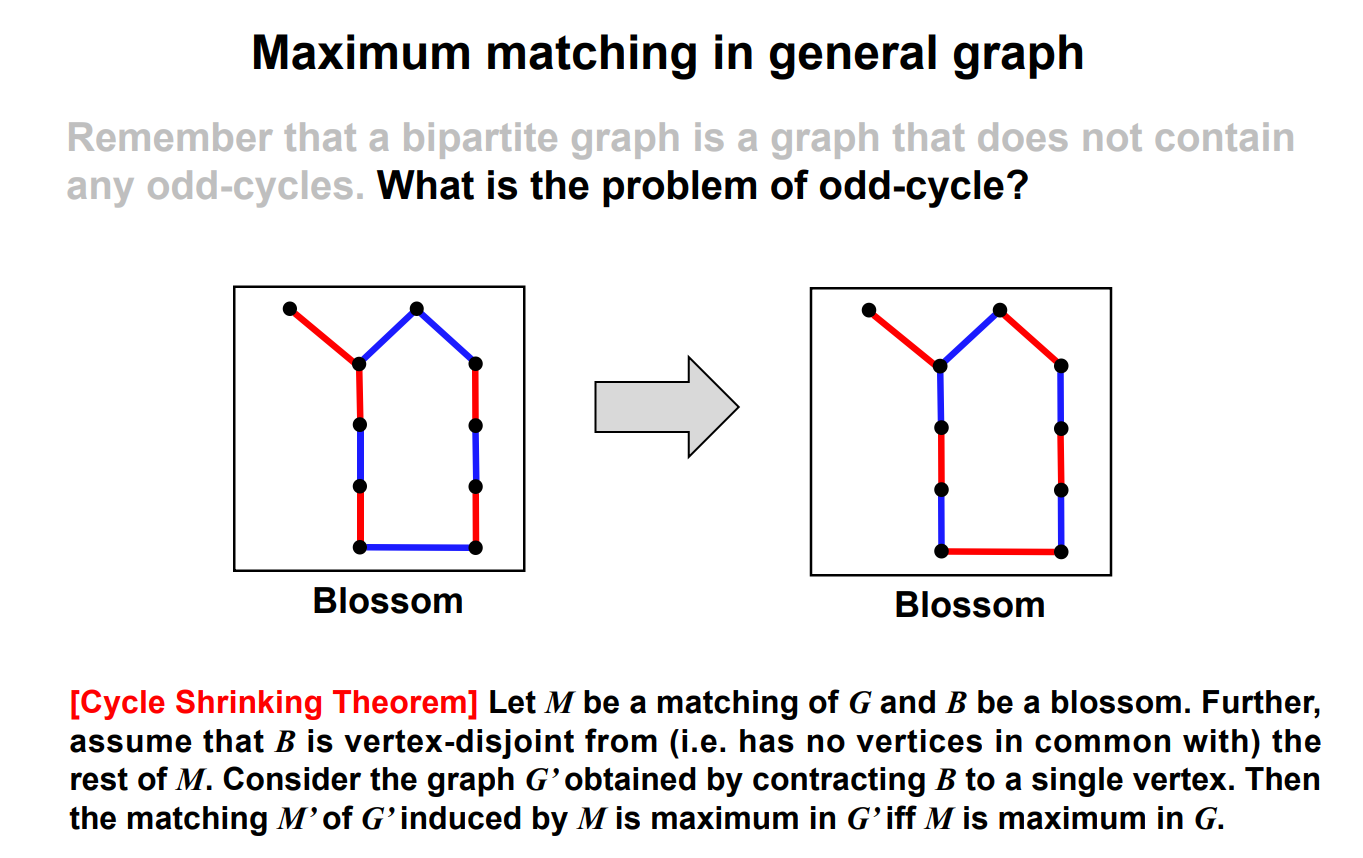 Maximum matching in general graph
Remember that a bipartite graph is a graph that does not contain
any odd-cycles. What is the problem of odd-cycle?
Blossom
Blossom
[Cycle Shrinking Theorem] Let M be a matching of G and B be a blossom. Further,
assume that B is vertex-disjoint from (i.e. has no vertices in common with) the
rest of M. Consider the graph G’ obtained by contracting B to a single vertex. Then
the matching M’ of G’ induced by M is maximum in G’ iff M is maximum in G.